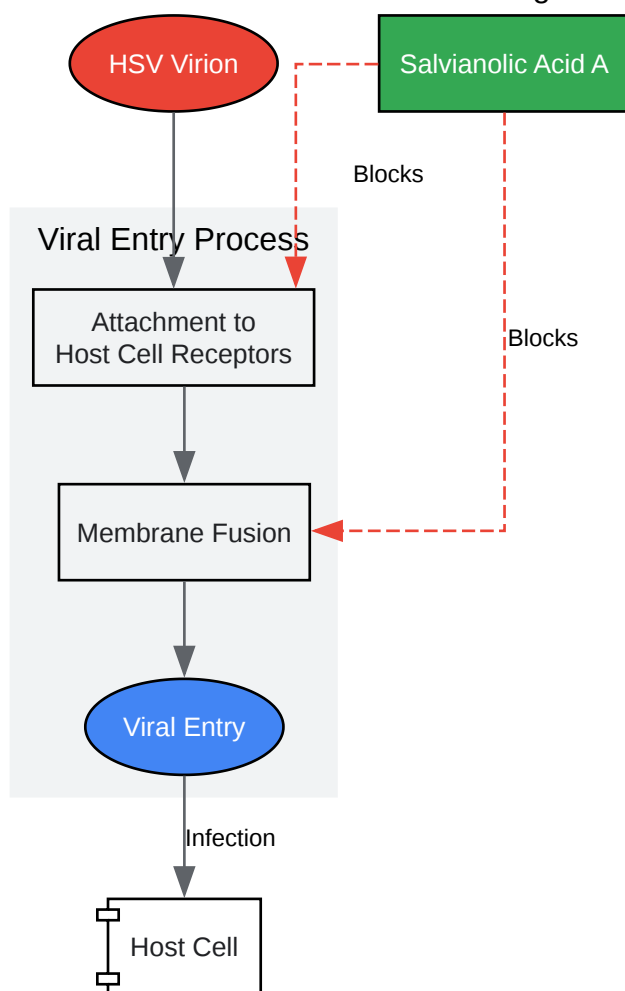 HSV Virion
Salvianolic Acid A
Blocks
Viral Entry Process
Attachment to
Host Cell Receptors
Blocks
Membrane Fusion
Viral Entry
Infection
Host Cell